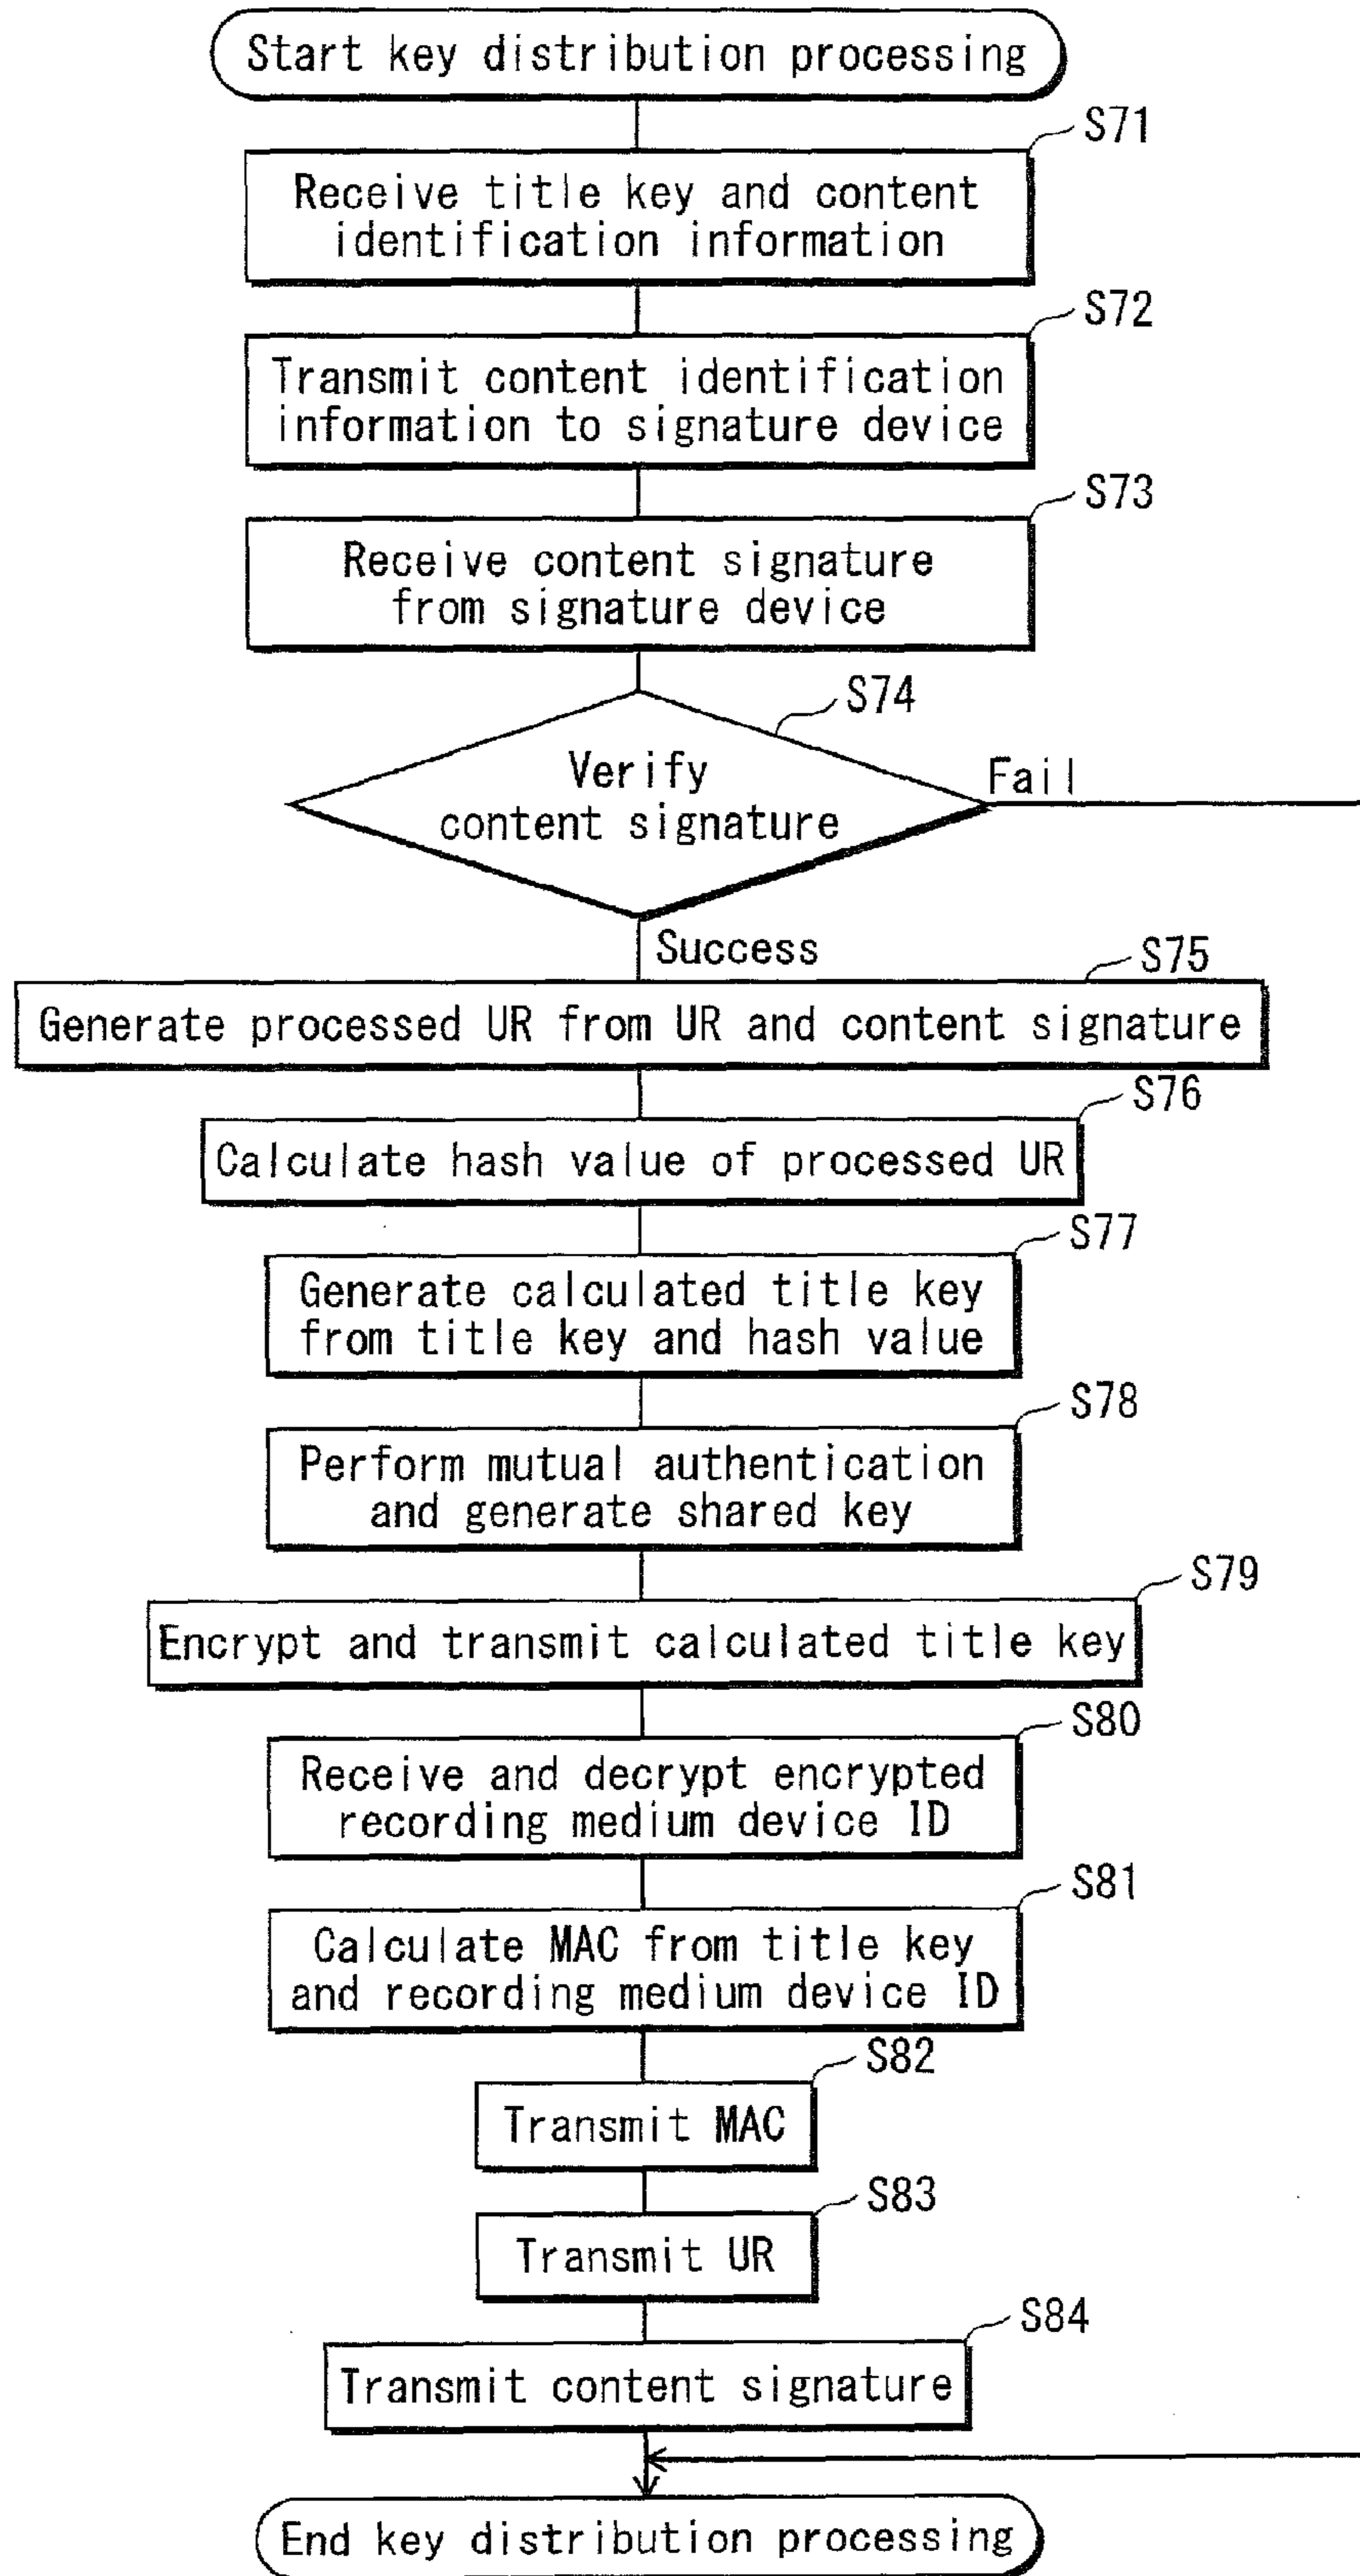 Start key distribution processing
S71
Receive title key and content
identification information
S72
Transmit content identification
information to signature device
S73
Receive content signature
from signature device
S74
Verify
content signature
Fail
Success
S75
Generate processed UR from UR and content signature
S76
Calculate hash value of processed UR
S77
Generate calculated title key
from title key and hash value
S78
Perform mutual authentication
and generate shared key
S79
Encrypt and transmit calculated title key
S80
Receive and decrypt encrypted
recording medium device ID
S81
Calculate MAC from title key
and recording medium device ID
S82
Transmit MAC
S83
Transmit UR
S84
Transmit content signature
End key distribution processing